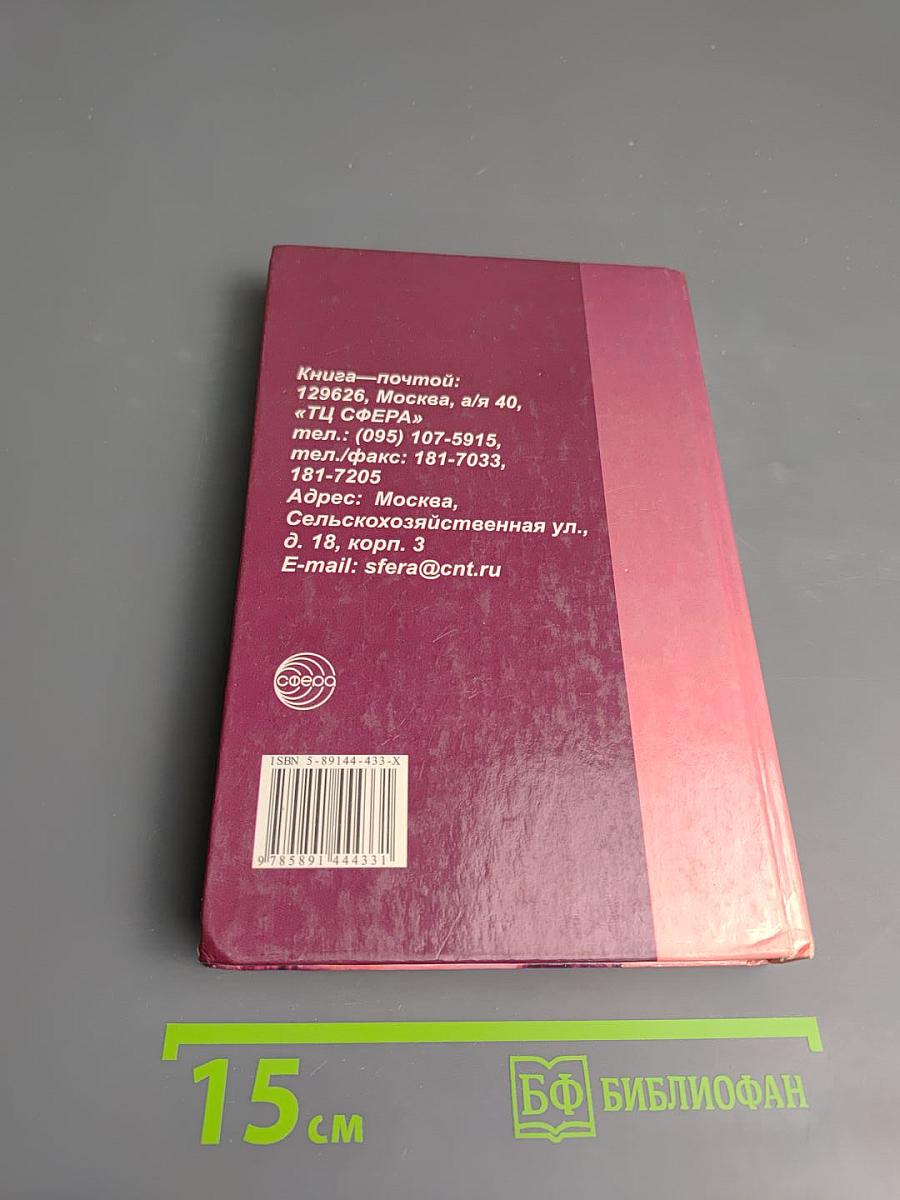 Книга—почтой:
129626, Москва, а/я 40,
«ТЦ СФЕРА»
тел.: (095) 107-5915,
тел./факс: 181-7033,
181-7205
Адрес: Москва,
Сельскохозяйственная ул.,
д. 18, корп. 3
E-mail: sfera@cnt.ru
сфера
ISBN 5-89144-433-X
9 785891 444331
15 см
БФ БИБЛИОФАН